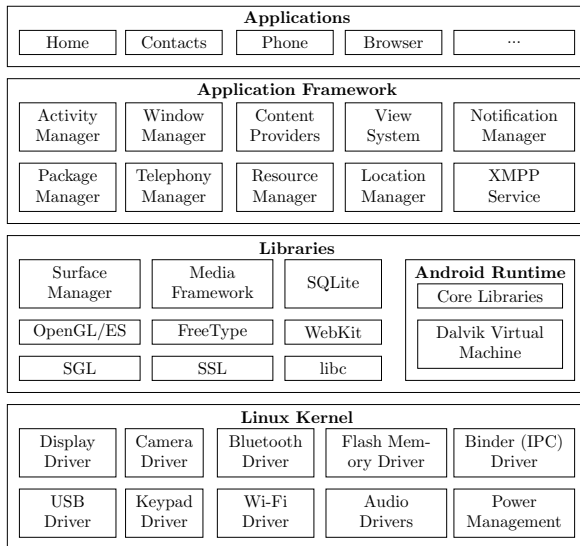 Applications
Home Contacts Phone Browser ...
Application Framework
Activity Window Content View Notification
Manager Manager Providers System Manager
Package Telephony Resource Location XMPP
Manager Manager Manager Manager Service
Libraries
Surface Media SQLite Android Runtime
Manager Framework Core Libraries
OpenGL/ES FreeType WebKit Dalvik Virtual
SGL SSL libc Machine
Linux Kernel
Display Camera Bluetooth Flash Mem- Binder (IPC)
Driver Driver Driver ory Driver Driver
USB Keypad Wi-Fi Audio Power
Driver Driver Driver Drivers Management